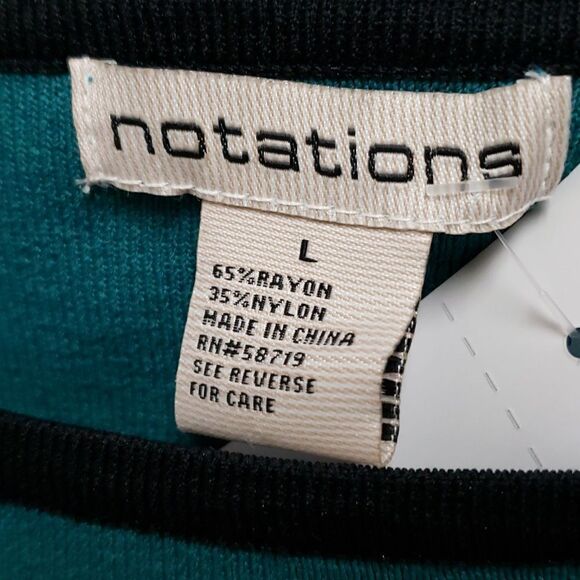 notations
L
65%RAYON
35%NYLON
MADE IN CHINA
RN#58719
SEE REVERSE
FOR CARE